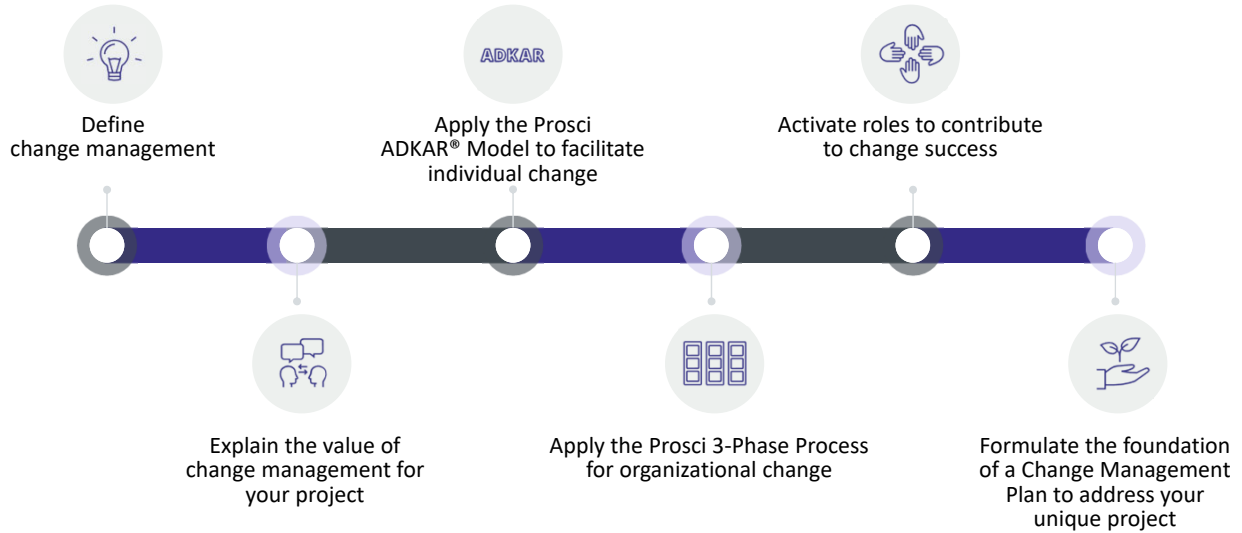 Define
change management
ADKAR
Apply the Prosci
ADKAR® Model to facilitate
individual change
Activate roles to contribute
to change success
Explain the value of
change management for
your project
Apply the Prosci 3-Phase Process
for organizational change
Formulate the foundation
of a Change Management
Plan to address your
unique project